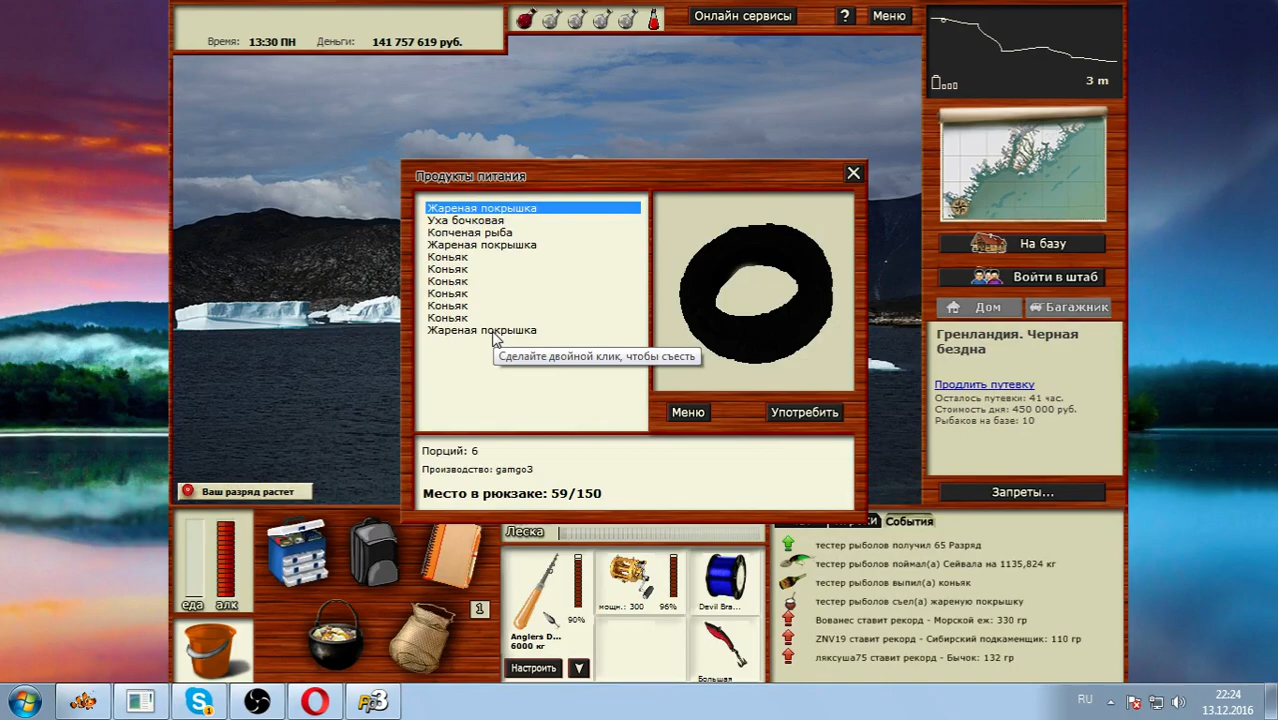 Время: 13:30 ПН Деньги: 141 757 619 руб.
Онлайн сервисы
?
Меню
3 m
Продукты питания
Жареная покрышка
Уха бочковая
Копченая рыба
Жареная покрышка
Коньяк
Коньяк
Коньяк
Коньяк
Коньяк
Коньяк
Жареная покрышка
Сделайте двойной клик, чтобы съесть
Меню
Употребить
Порций: 6
Производство: gamgo3
Место в рюкзаке: 59/150
На базу
Войти в штаб
Дом
Багажник
Гренландия. Черная
бездна
Продлить путевку
Осталось путевки: 41 час.
Стоимость дня: 450 000 руб.
Рыбаков на базе: 10
Запреты...
Ваш разряд растет
еда
алк
1
Леска
90%
Anglers D...
6000 кг
Настроить
мощн.: 300
96%
Devil Bra...
Большая
События
тестер рыболов получил 65 Разряд
тестер рыболов поймал(а) Сейвала на 1135,824 кг
тестер рыболов выпил(а) коньяк
тестер рыболов съел(а) жареную покрышку
Вованес ставит рекорд - Морской еж: 330 гр
ZNV19 ставит рекорд - Сибирский подкаменщик: 110 гр
ляксуша75 ставит рекорд - Бычок: 132 гр
RU
22:24
13.12.2016